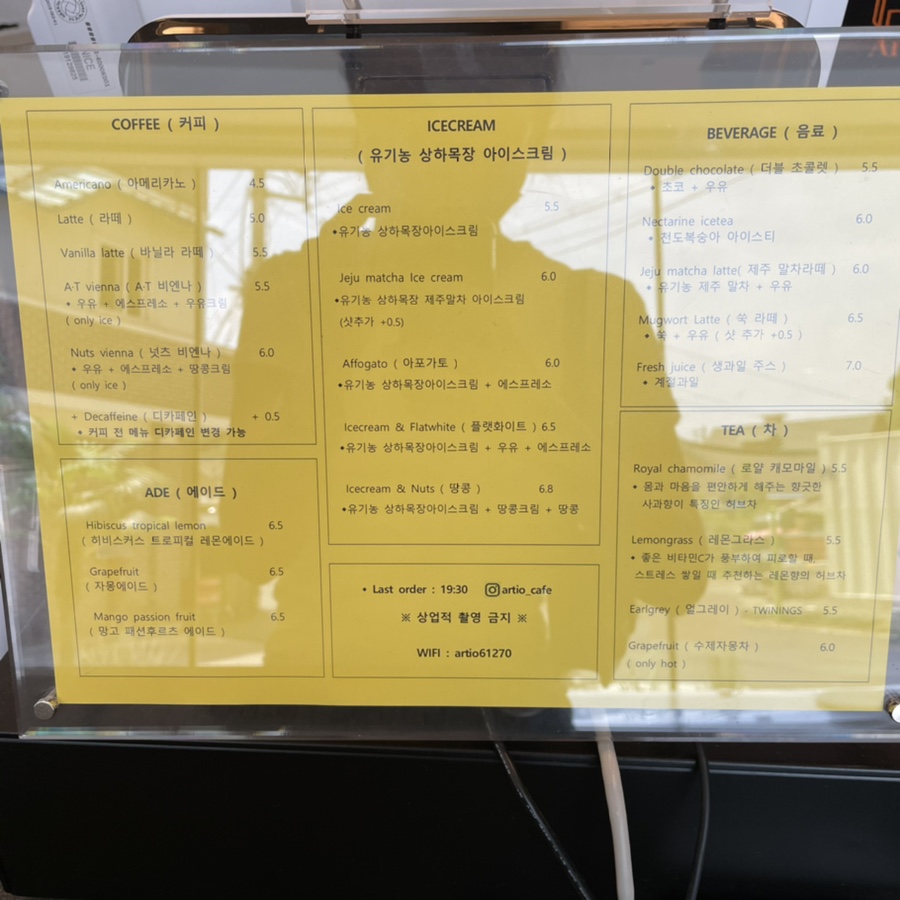 COFFEE ( 커피 )
Americano ( 아메리카노 ) 4.5
Latte ( 라떼 ) 5.0
Vanilla latte ( 바닐라 라떼 ) 5.5
A·T vienna ( A·T 비엔나 ) 5.5
• 우유 + 에스프레소 + 우유크림
( only ice )
Nuts vienna ( 넛츠 비엔나 ) 6.0
• 우유 + 에스프레소 + 땅콩크림
( only ice )
+ Decaffeine ( 디카페인 ) + 0.5
• 커피 전 메뉴 디카페인 변경 가능
ADE ( 에이드 )
Hibiscus tropical lemon 6.5
( 히비스커스 트로피컬 레몬에이드 )
Grapefruit 6.5
( 자몽에이드 )
Mango passion fruit 6.5
( 망고 패션후르츠 에이드 )
ICECREAM
( 유기농 상하목장 아이스크림 )
Ice cream 5.5
•유기농 상하목장아이스크림
Jeju matcha Ice cream 6.0
•유기농 상하목장 제주말차 아이스크림
(샷추가 +0.5)
Affogato ( 아포가토 ) 6.0
•유기농 상하목장아이스크림 + 에스프레소
Icecream & Flatwhite ( 플랫화이트 ) 6.5
•유기농 상하목장아이스크림 + 우유 + 에스프레소
Icecream & Nuts ( 땅콩 ) 6.8
•유기농 상하목장아이스크림 + 땅콩크림 + 땅콩
• Last order : 19:30 artio_cafe
※ 상업적 촬영 금지 ※
WIFI : artio61270
BEVERAGE ( 음료 )
Double chocolate ( 더블 초콜렛 ) 5.5
• 초코 + 우유
Nectarine icetea 6.0
• 천도복숭아 아이스티
Jeju matcha latte( 제주 말차라떼 ) 6.0
• 유기농 제주 말차 + 우유
Mugwort Latte ( 쑥 라떼 ) 6.5
• 쑥 + 우유 ( 샷 추가 +0.5 )
Fresh juice ( 생과일 주스 ) 7.0
• 계절과일
TEA ( 차 )
Royal chamomile ( 로얄 캐모마일 ) 5.5
• 몸과 마음을 편안하게 해주는 향긋한
사과향이 특징인 허브차
Lemongrass ( 레몬그라스 ) 5.5
• 좋은 비타민C가 풍부하여 피로할 때,
스트레스 쌓일 때 추천하는 레몬향의 허브차
Earlgrey ( 얼그레이 ) - TWININGS 5.5
Grapefruit ( 수제자몽차 ) 6.0
( only hot )